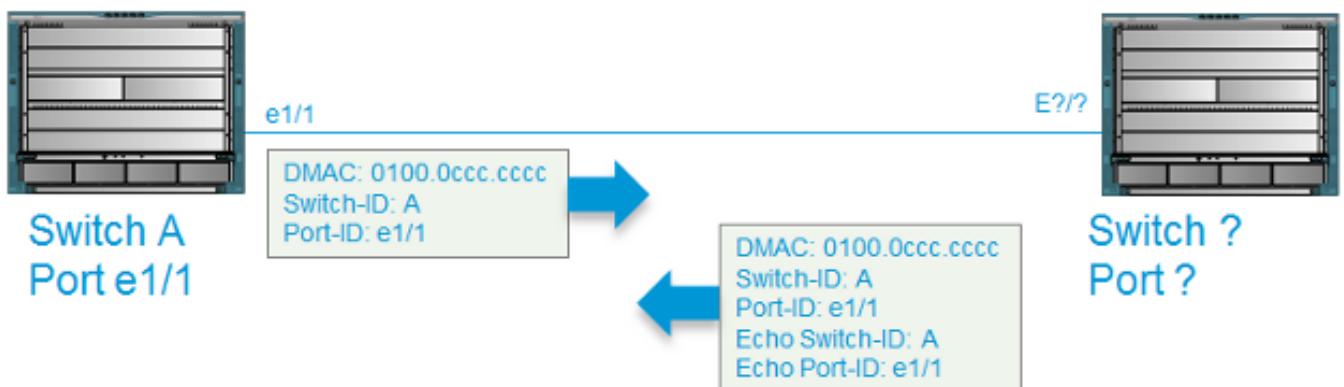 e1/1
E?/?
DMAC: 0100.0ccc.cccc
Switch-ID: A
Port-ID: e1/1
Switch A
Port e1/1
DMAC: 0100.0ccc.cccc
Switch-ID: A
Port-ID: e1/1
Echo Switch-ID: A
Echo Port-ID: e1/1
Switch ?
Port ?